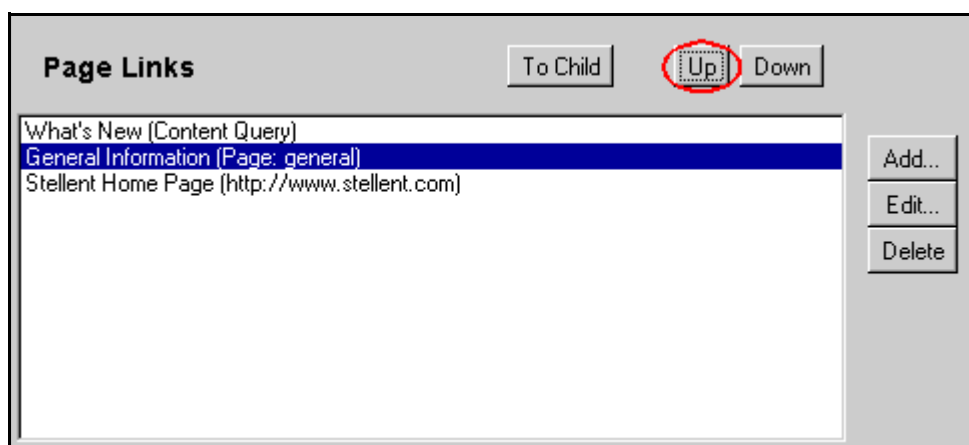 Page Links
To Child
Up
Down
What's New (Content Query)
General Information (Page: general)
Stellent Home Page (http://www.stellent.com)
Add...
Edit...
Delete